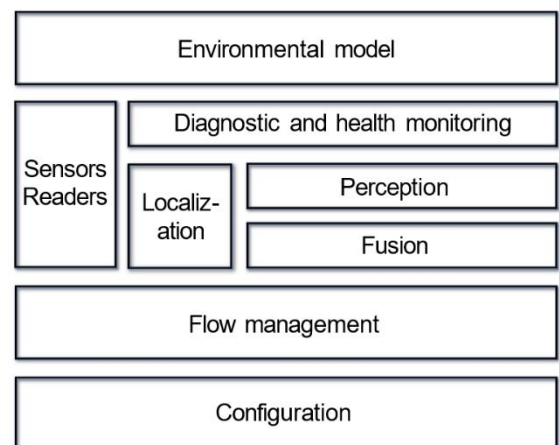 Environmental model
Diagnostic and health monitoring
Sensors
Readers
Localiz-
ation
Perception
Fusion
Flow management
Configuration